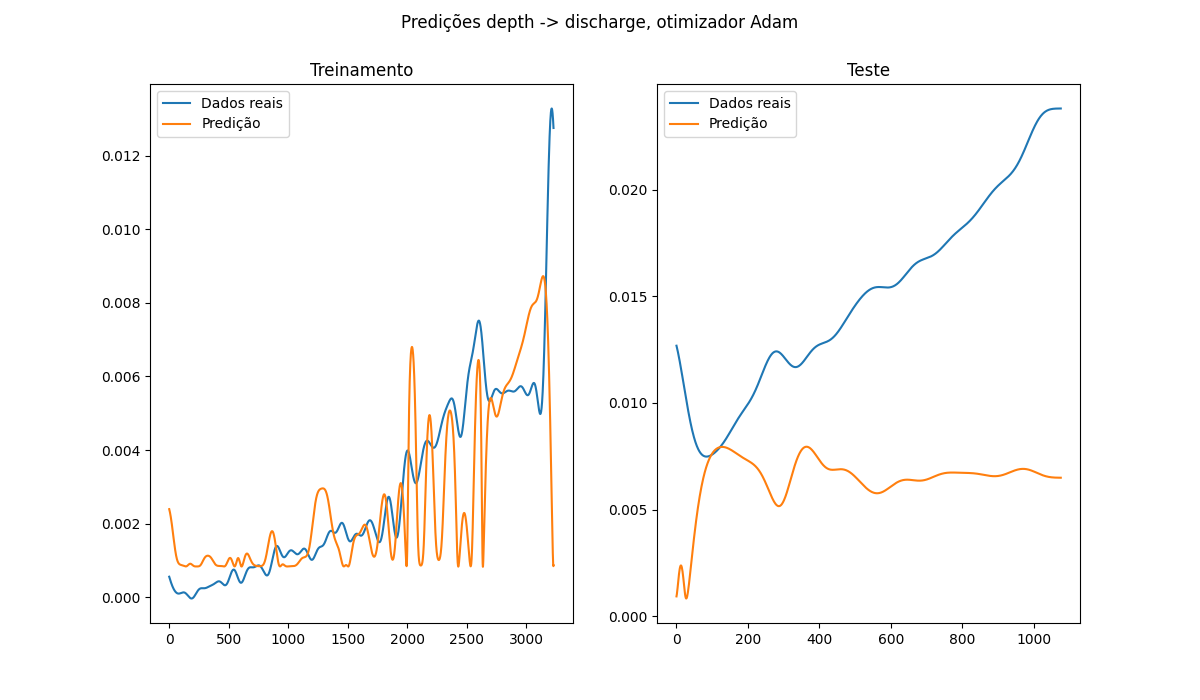 Predições depth -> discharge, otimizador Adam
Treinamento
Dados reais
Predição
0.012
0.010
0.008
0.006
0.004
0.002
0.000
0 500 1000 1500 2000 2500 3000
Teste
Dados reais
Predição
0.020
0.015
0.010
0.005
0.000
0 200 400 600 800 1000